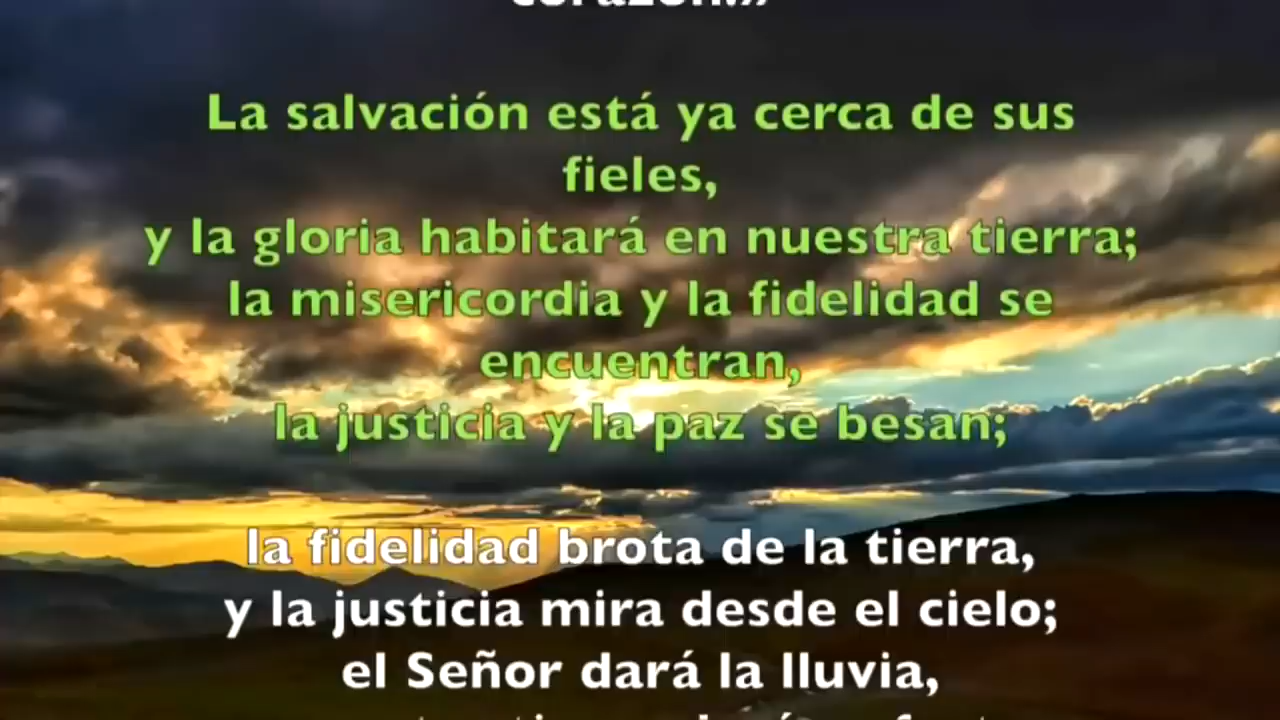 corazón.»
La salvación está ya cerca de sus
fieles,
y la gloria habitará en nuestra tierra;
la misericordia y la fidelidad se
encuentran,
la justicia y la paz se besan;
la fidelidad brota de la tierra,
y la justicia mira desde el cielo;
el Señor dará la lluvia,